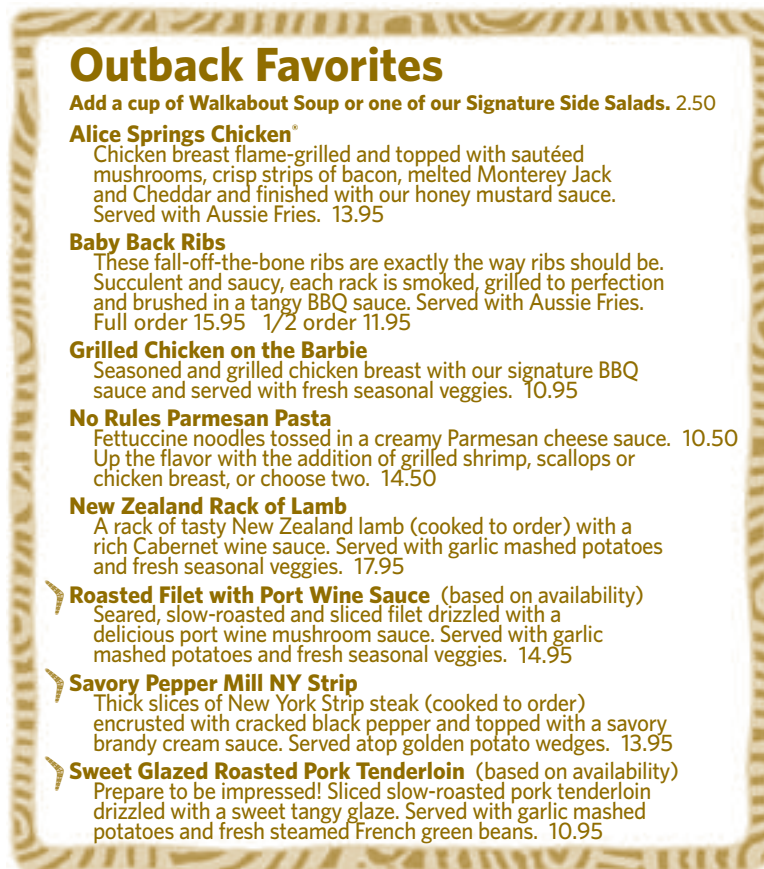 Outback Favorites
Add a cup of Walkabout Soup or one of our Signature Side Salads. 2.50
Alice Springs Chicken®
Chicken breast flame-grilled and topped with sautéed
mushrooms, crisp strips of bacon, melted Monterey Jack
and Cheddar and finished with our honey mustard sauce.
Served with Aussie Fries. 13.95
Baby Back Ribs
These fall-off-the-bone ribs are exactly the way ribs should be.
Succulent and saucy, each rack is smoked, grilled to perfection
and brushed in a tangy BBQ sauce. Served with Aussie Fries.
Full order 15.95 1/2 order 11.95
Grilled Chicken on the Barbie
Seasoned and grilled chicken breast with our signature BBQ
sauce and served with fresh seasonal veggies. 10.95
No Rules Parmesan Pasta
Fettuccine noodles tossed in a creamy Parmesan cheese sauce. 10.50
Up the flavor with the addition of grilled shrimp, scallops or
chicken breast, or choose two. 14.50
New Zealand Rack of Lamb
A rack of tasty New Zealand lamb (cooked to order) with a
rich Cabernet wine sauce. Served with garlic mashed potatoes
and fresh seasonal veggies. 17.95
Roasted Filet with Port Wine Sauce (based on availability)
Seared, slow-roasted and sliced filet drizzled with a
delicious port wine mushroom sauce. Served with garlic
mashed potatoes and fresh seasonal veggies. 14.95
Savory Pepper Mill NY Strip
Thick slices of New York Strip steak (cooked to order)
encrusted with cracked black pepper and topped with a savory
brandy cream sauce. Served atop golden potato wedges. 13.95
Sweet Glazed Roasted Pork Tenderloin (based on availability)
Prepare to be impressed! Sliced slow-roasted pork tenderloin
drizzled with a sweet tangy glaze. Served with garlic mashed
potatoes and fresh steamed French green beans. 10.95